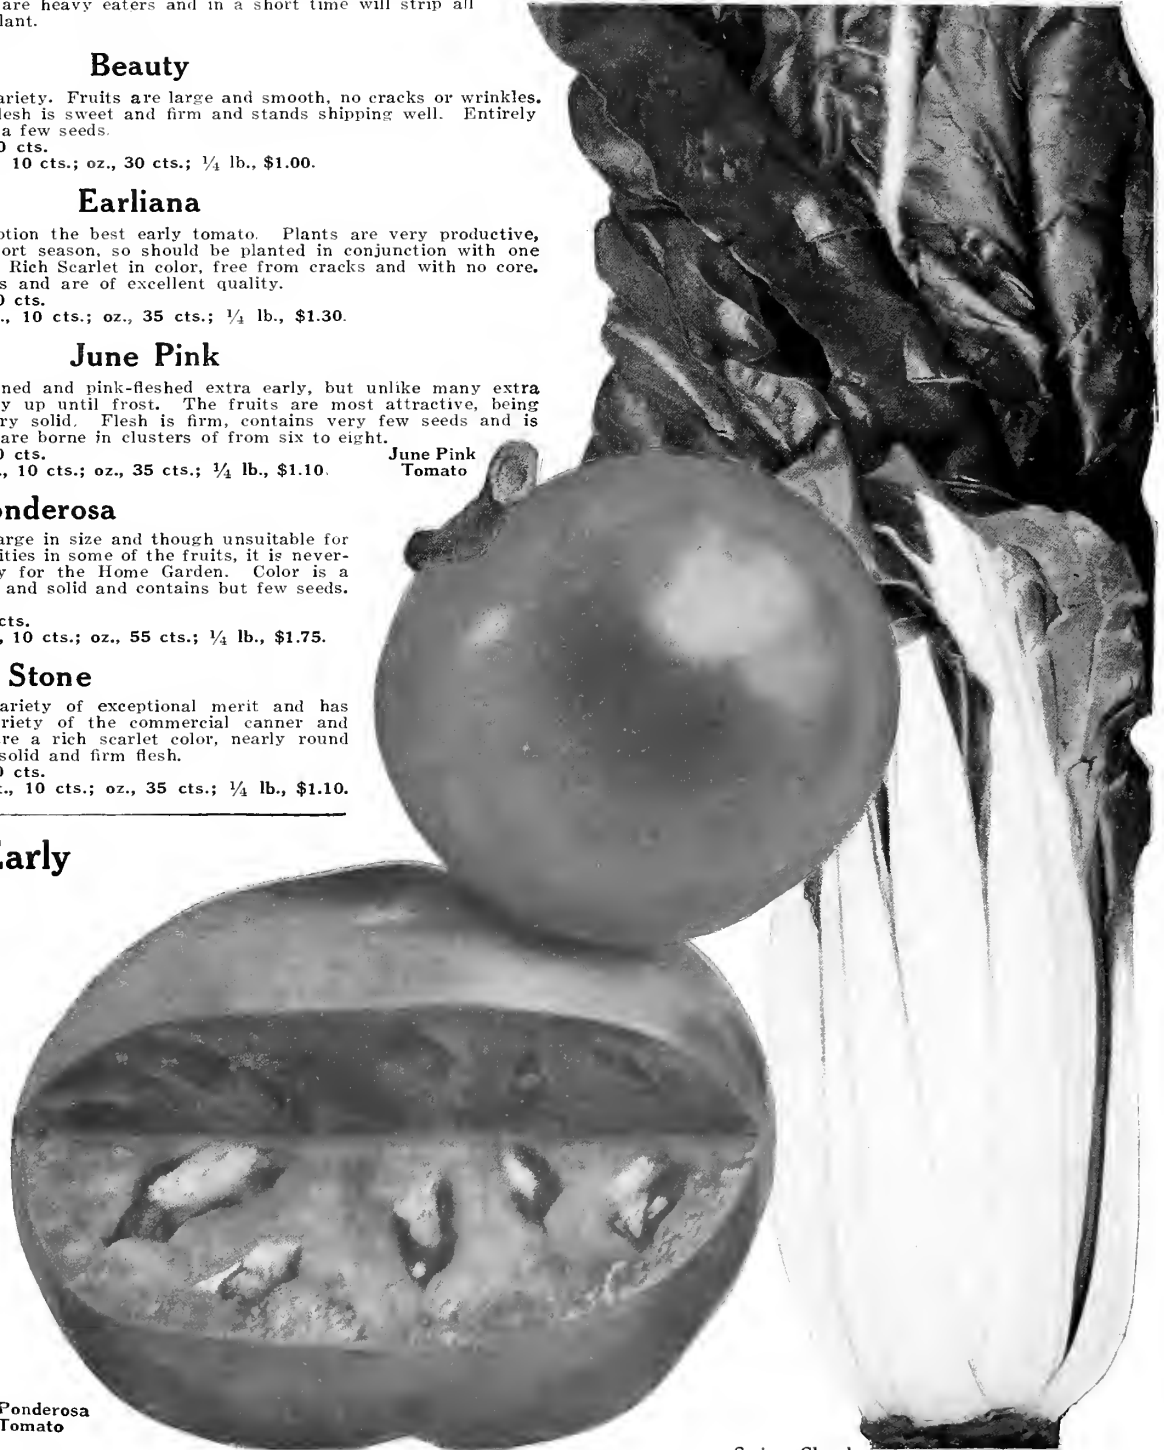 are heavy eaters and in a short time will strip all
lant.
Beauty
ariety. Fruits are large and smooth, no cracks or wrinkles.
lesh is sweet and firm and stands shipping well. Entirely
a few seeds.
0 cts.
10 cts.; oz., 30 cts.; ¼ lb., $1.00.
Earliana
ption the best early tomato. Plants are very productive,
ort season, so should be planted in conjunction with one
Rich Scarlet in color, free from cracks and with no core.
s and are of excellent quality.
0 cts.
., 10 cts.; oz., 35 cts.; ¼ lb., $1.30.
June Pink
ned and pink-fleshed extra early, but unlike many extra
y up until frost. The fruits are most attractive, being
ry solid. Flesh is firm, contains very few seeds and is
are borne in clusters of from six to eight.
0 cts.
., 10 cts.; oz., 35 cts.; ¼ lb., $1.10.
June Pink
Tomato
onderosa
arge in size and though unsuitable for
ities in some of the fruits, it is never-
y for the Home Garden. Color is a
and solid and contains but few seeds.
cts.
, 10 cts.; oz., 55 cts.; ¼ lb., $1.75.
Stone
ariety of exceptional merit and has
riety of the commercial canner and
re a rich scarlet color, nearly round
solid and firm flesh.
0 cts.
t., 10 cts.; oz., 35 cts.; ¼ lb., $1.10.
Early
Ponderosa
Tomato